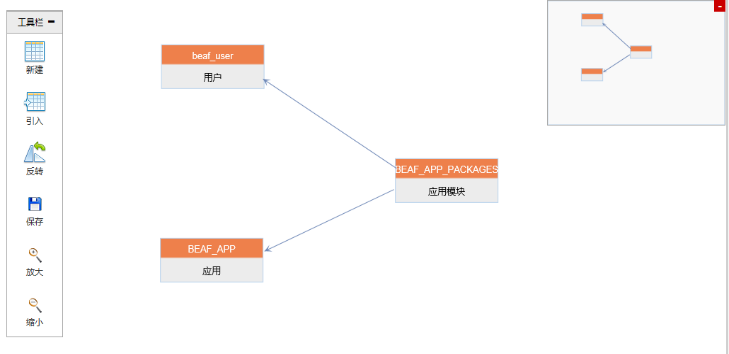 工具栏
新建
引入
反转
保存
放大
缩小
beaf_user
用户
BEAF_APP_PACKAGES
应用模块
BEAF_APP
应用